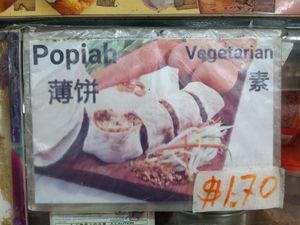 Popiah Vegetarian
薄饼 素
$1.70